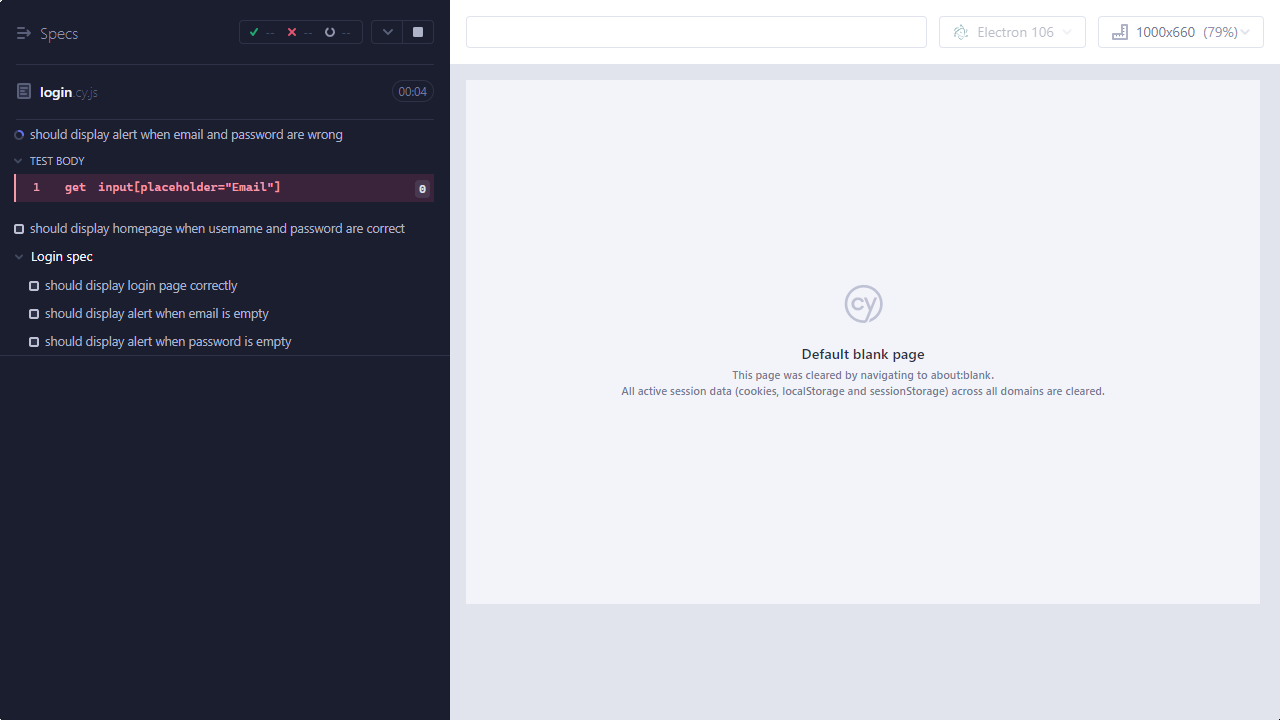 Specs
-- -- --
login.cy.js
00:04
should display alert when email and password are wrong
TEST BODY
1 get input[placeholder="Email"] 0
should display homepage when username and password are correct
Login spec
should display login page correctly
should display alert when email is empty
should display alert when password is empty
Electron 106
1000x660 (79%)
cy
Default blank page
This page was cleared by navigating to about:blank.
All active session data (cookies, localStorage and sessionStorage) across all domains are cleared.